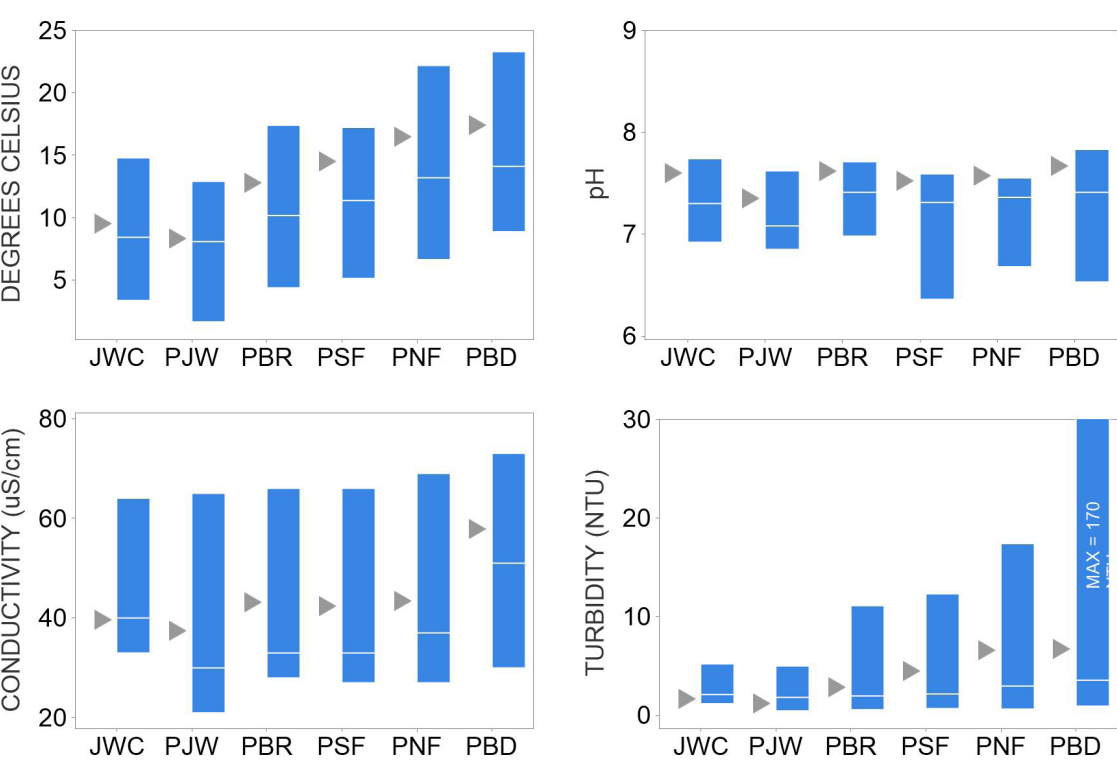 DEGREES CELSIUS
25
20
15
10
5
JWC PJW PBR PSF PNF PBD
pH
9
8
7
6
JWC PJW PBR PSF PNF PBD
CONDUCTIVITY (uS/cm)
80
60
40
20
JWC PJW PBR PSF PNF PBD
TURBIDITY (NTU)
30
20
10
0
MAX = 170
JWC PJW PBR PSF PNF PBD